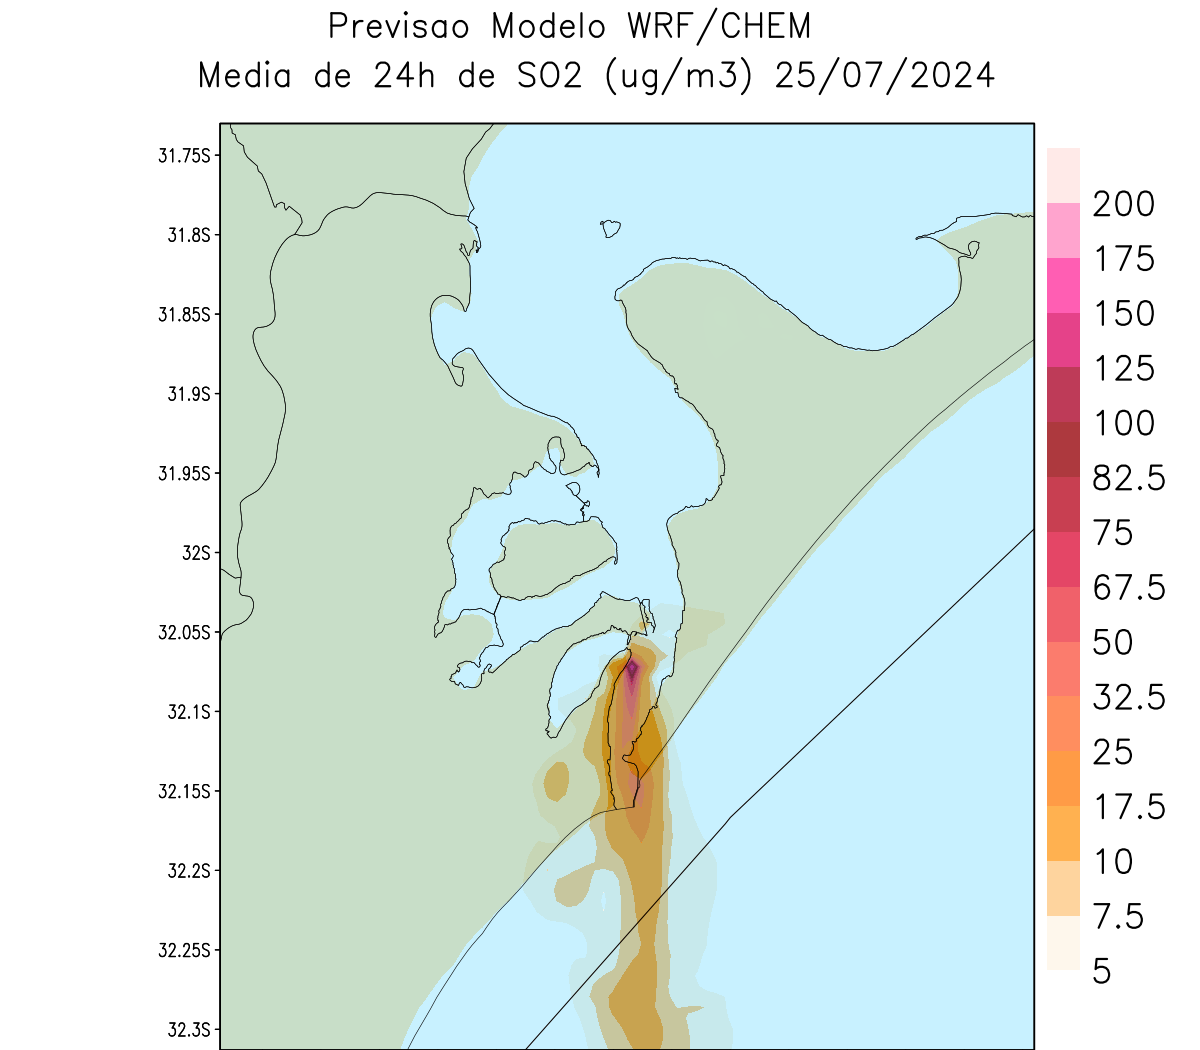 Previsao Modelo WRF/CHEM
Media de 24h de SO2 (ug/m3) 25/07/2024
31.75S
31.8S
31.85S
31.9S
31.95S
32S
32.05S
32.1S
32.15S
32.2S
32.25S
32.3S
200
175
150
125
100
82.5
75
67.5
50
32.5
25
17.5
10
7.5
5